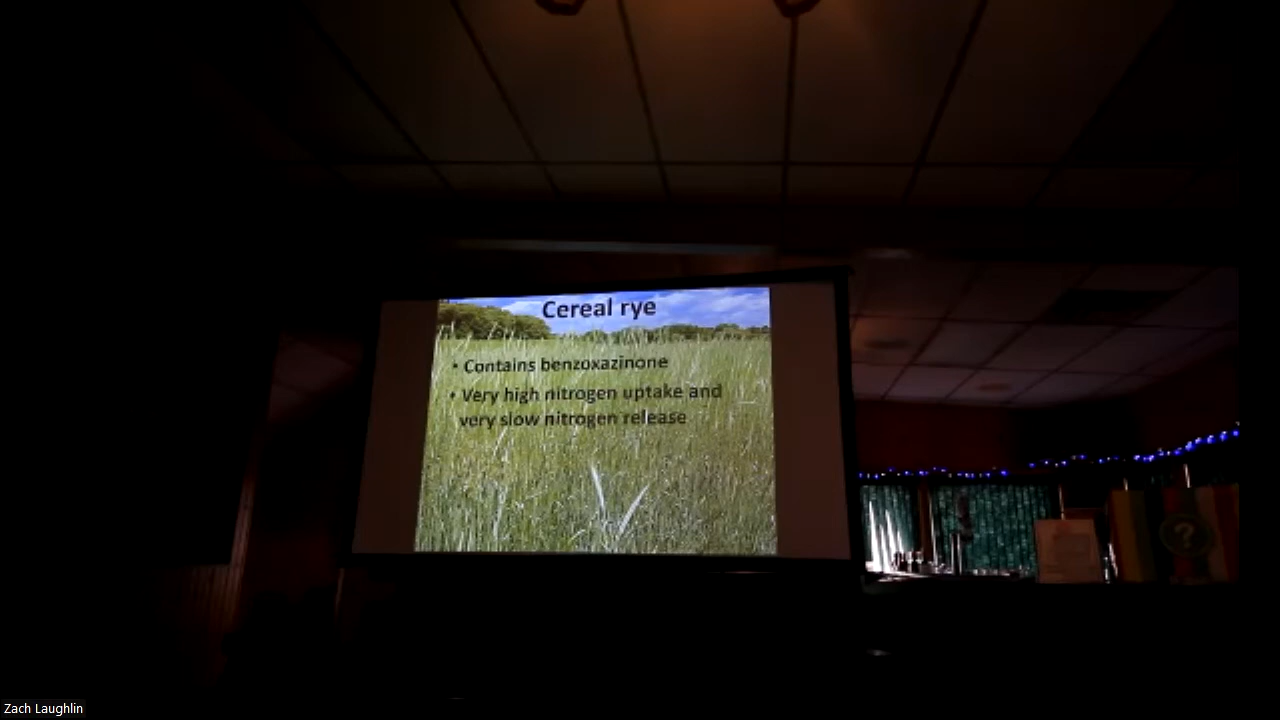 Cereal rye
• Contains benzoxazinone
• Very high nitrogen uptake and
very slow nitrogen release
?
Zach Laughlin